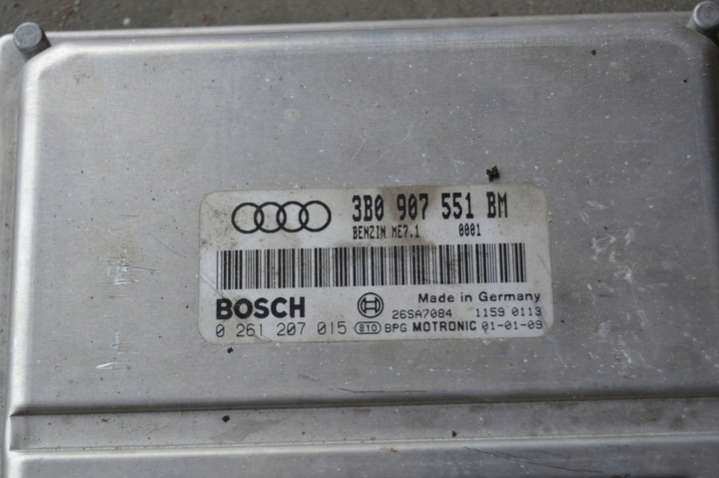 3B0 907 551 BM
BENZIN ME7.1 0001
BOSCH Made in Germany
26SA7084 1159 0113
0 261 207 015 STO BPG MOTRONIC 01-01-09